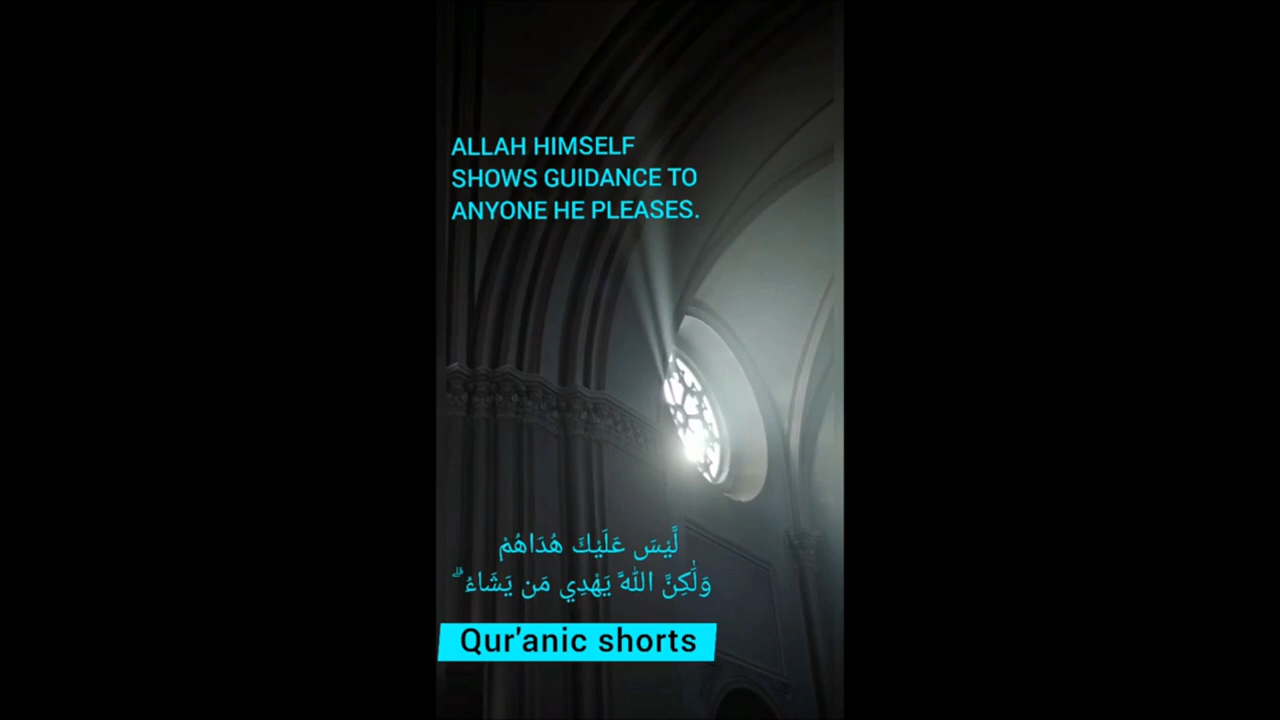 ALLAH HIMSELF
SHOWS GUIDANCE TO
ANYONE HE PLEASES.
لَّيْسَ عَلَيْكَ هُدَاهُمْ
وَلَٰكِنَّ اللَّهَ يَهْدِي مَن يَشَاءُ ۗ
Qur'anic shorts